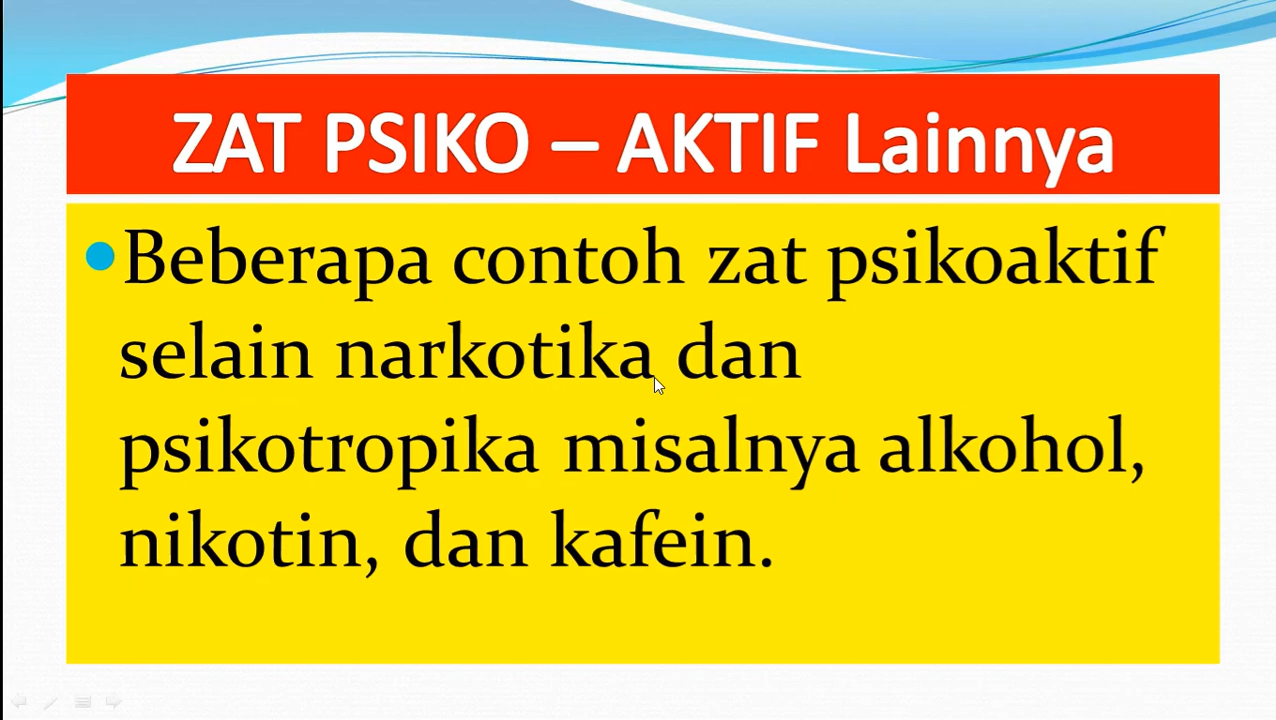 ZAT PSIKO – AKTIF Lainnya
•Beberapa contoh zat psikoaktif
selain narkotika dan
psikotropika misalnya alkohol,
nikotin, dan kafein.